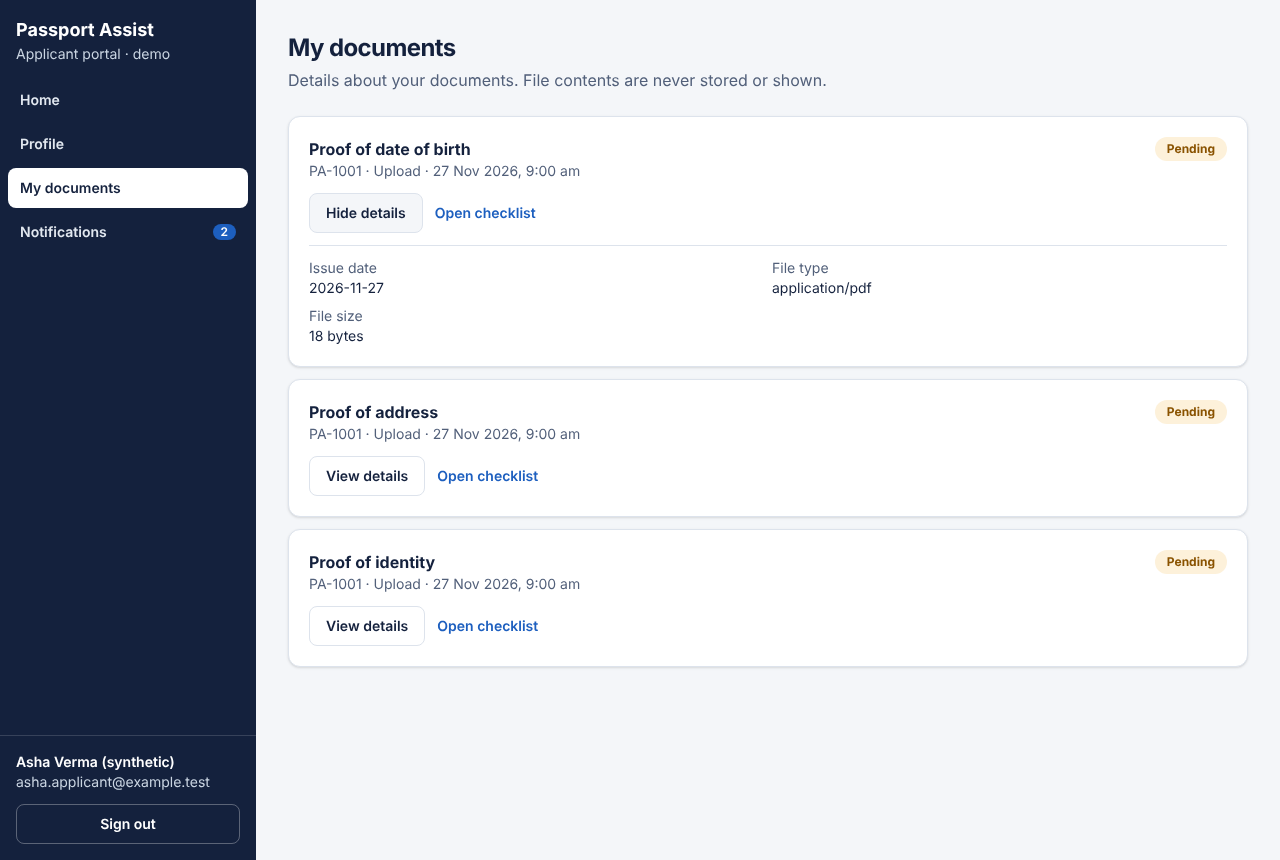 Passport Assist
Applicant portal · demo
Home
Profile
My documents
Notifications 2
Asha Verma (synthetic)
asha.applicant@example.test
Sign out
My documents
Details about your documents. File contents are never stored or shown.
Proof of date of birth
Pending
PA-1001 · Upload · 27 Nov 2026, 9:00 am
Hide details Open checklist
Issue date
2026-11-27
File type
application/pdf
File size
18 bytes
Proof of address
Pending
PA-1001 · Upload · 27 Nov 2026, 9:00 am
View details Open checklist
Proof of identity
Pending
PA-1001 · Upload · 27 Nov 2026, 9:00 am
View details Open checklist